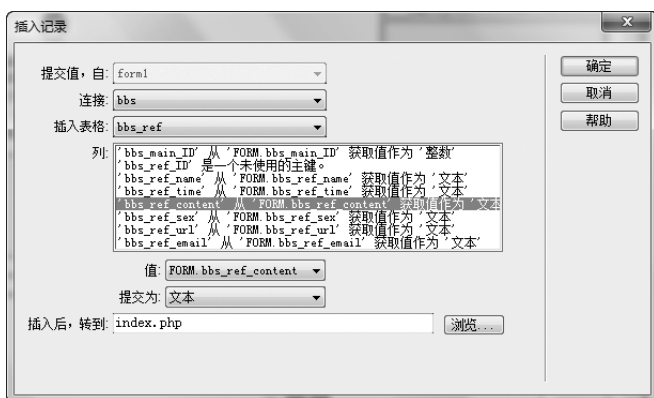 插入记录
提交值，自: form1
确定
连接: bbs
取消
插入表格: bbs_ref
帮助
列: 'bbs_main_ID' 从 'FORM.bbs_main_ID' 获取值作为 '整数'
'bbs_ref_ID' 是一个未使用的主键。
'bbs_ref_name' 从 'FORM.bbs_ref_name' 获取值作为 '文本'
'bbs_ref_time' 从 'FORM.bbs_ref_time' 获取值作为 '文本'
'bbs_ref_content' 从 'FORM.bbs_ref_content' 获取值作为 '文本
'bbs_ref_sex' 从 'FORM.bbs_ref_sex' 获取值作为 '文本'
'bbs_ref_url' 从 'FORM.bbs_ref_url' 获取值作为 '文本'
'bbs_ref_email' 从 'FORM.bbs_ref_email' 获取值作为 '文本'
值: FORM.bbs_ref_content
提交为: 文本
插入后，转到: index.php 浏览...